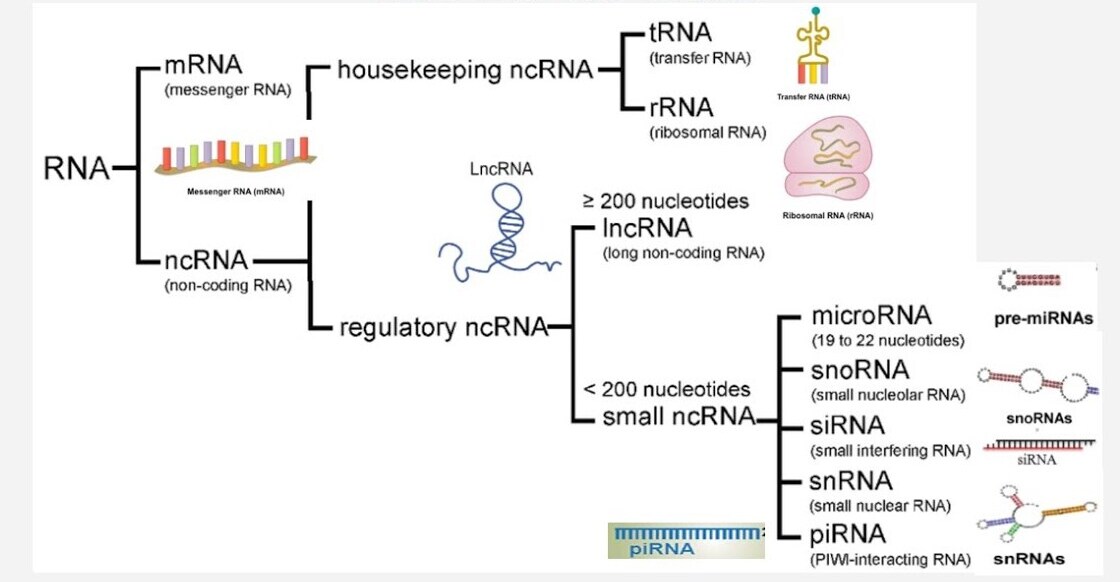 RNA
mRNA
(messenger RNA)
Messenger RNA (mRNA)
ncRNA
(non-coding RNA)
housekeeping ncRNA
tRNA
(transfer RNA)
Transfer RNA (tRNA)
rRNA
(ribosomal RNA)
Ribosomal RNA (rRNA)
regulatory ncRNA
LncRNA
≥ 200 nucleotides
lncRNA
(long non-coding RNA)
< 200 nucleotides
small ncRNA
microRNA
(19 to 22 nucleotides)
pre-miRNAs
snoRNA
(small nucleolar RNA)
snoRNAs
siRNA
(small interfering RNA)
siRNA
snRNA
(small nuclear RNA)
snRNAs
piRNA
(PIWI-interacting RNA)
piRNA